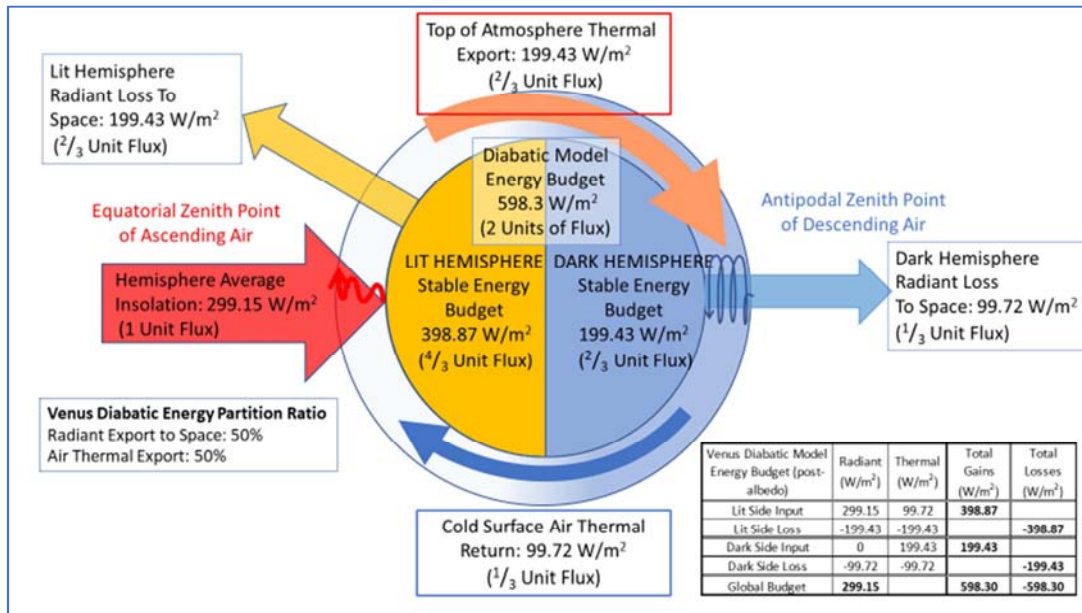 Top of Atmosphere Thermal
Export: 199.43 W/m²
(²/₃ Unit Flux)
Lit Hemisphere
Radiant Loss To
Space: 199.43 W/m²
(²/₃ Unit Flux)
Diabatic Model
Energy Budget
598.3 W/m²
(2 Units of Flux)
Equatorial Zenith Point
of Ascending Air
Antipodal Zenith Point
of Descending Air
Hemisphere Average
Insolation: 299.15 W/m²
(1 Unit Flux)
LIT HEMISPHERE
Stable Energy
Budget
398.87 W/m²
(⁴/₃ Unit Flux)
DARK HEMISPHERE
Stable Energy
Budget
199.43 W/m²
(²/₃ Unit Flux)
Dark Hemisphere
Radiant Loss
To Space: 99.72 W/m²
(¹/₃ Unit Flux)
Venus Diabatic Energy Partition Ratio
Radiant Export to Space: 50%
Air Thermal Export: 50%
Cold Surface Air Thermal
Return: 99.72 W/m²
(¹/₃ Unit Flux)
Venus Diabatic Model
Energy Budget (post-
albedo)
Radiant
(W/m²)
Thermal
(W/m²)
Total
Gains
(W/m²)
Total
Losses
(W/m²)
Lit Side Input 299.15 99.72 398.87
Lit Side Loss -199.43 -199.43 -398.87
Dark Side Input 0 199.43 199.43
Dark Side Loss -99.72 -99.72 -199.43
Global Budget 299.15 598.30 -598.30